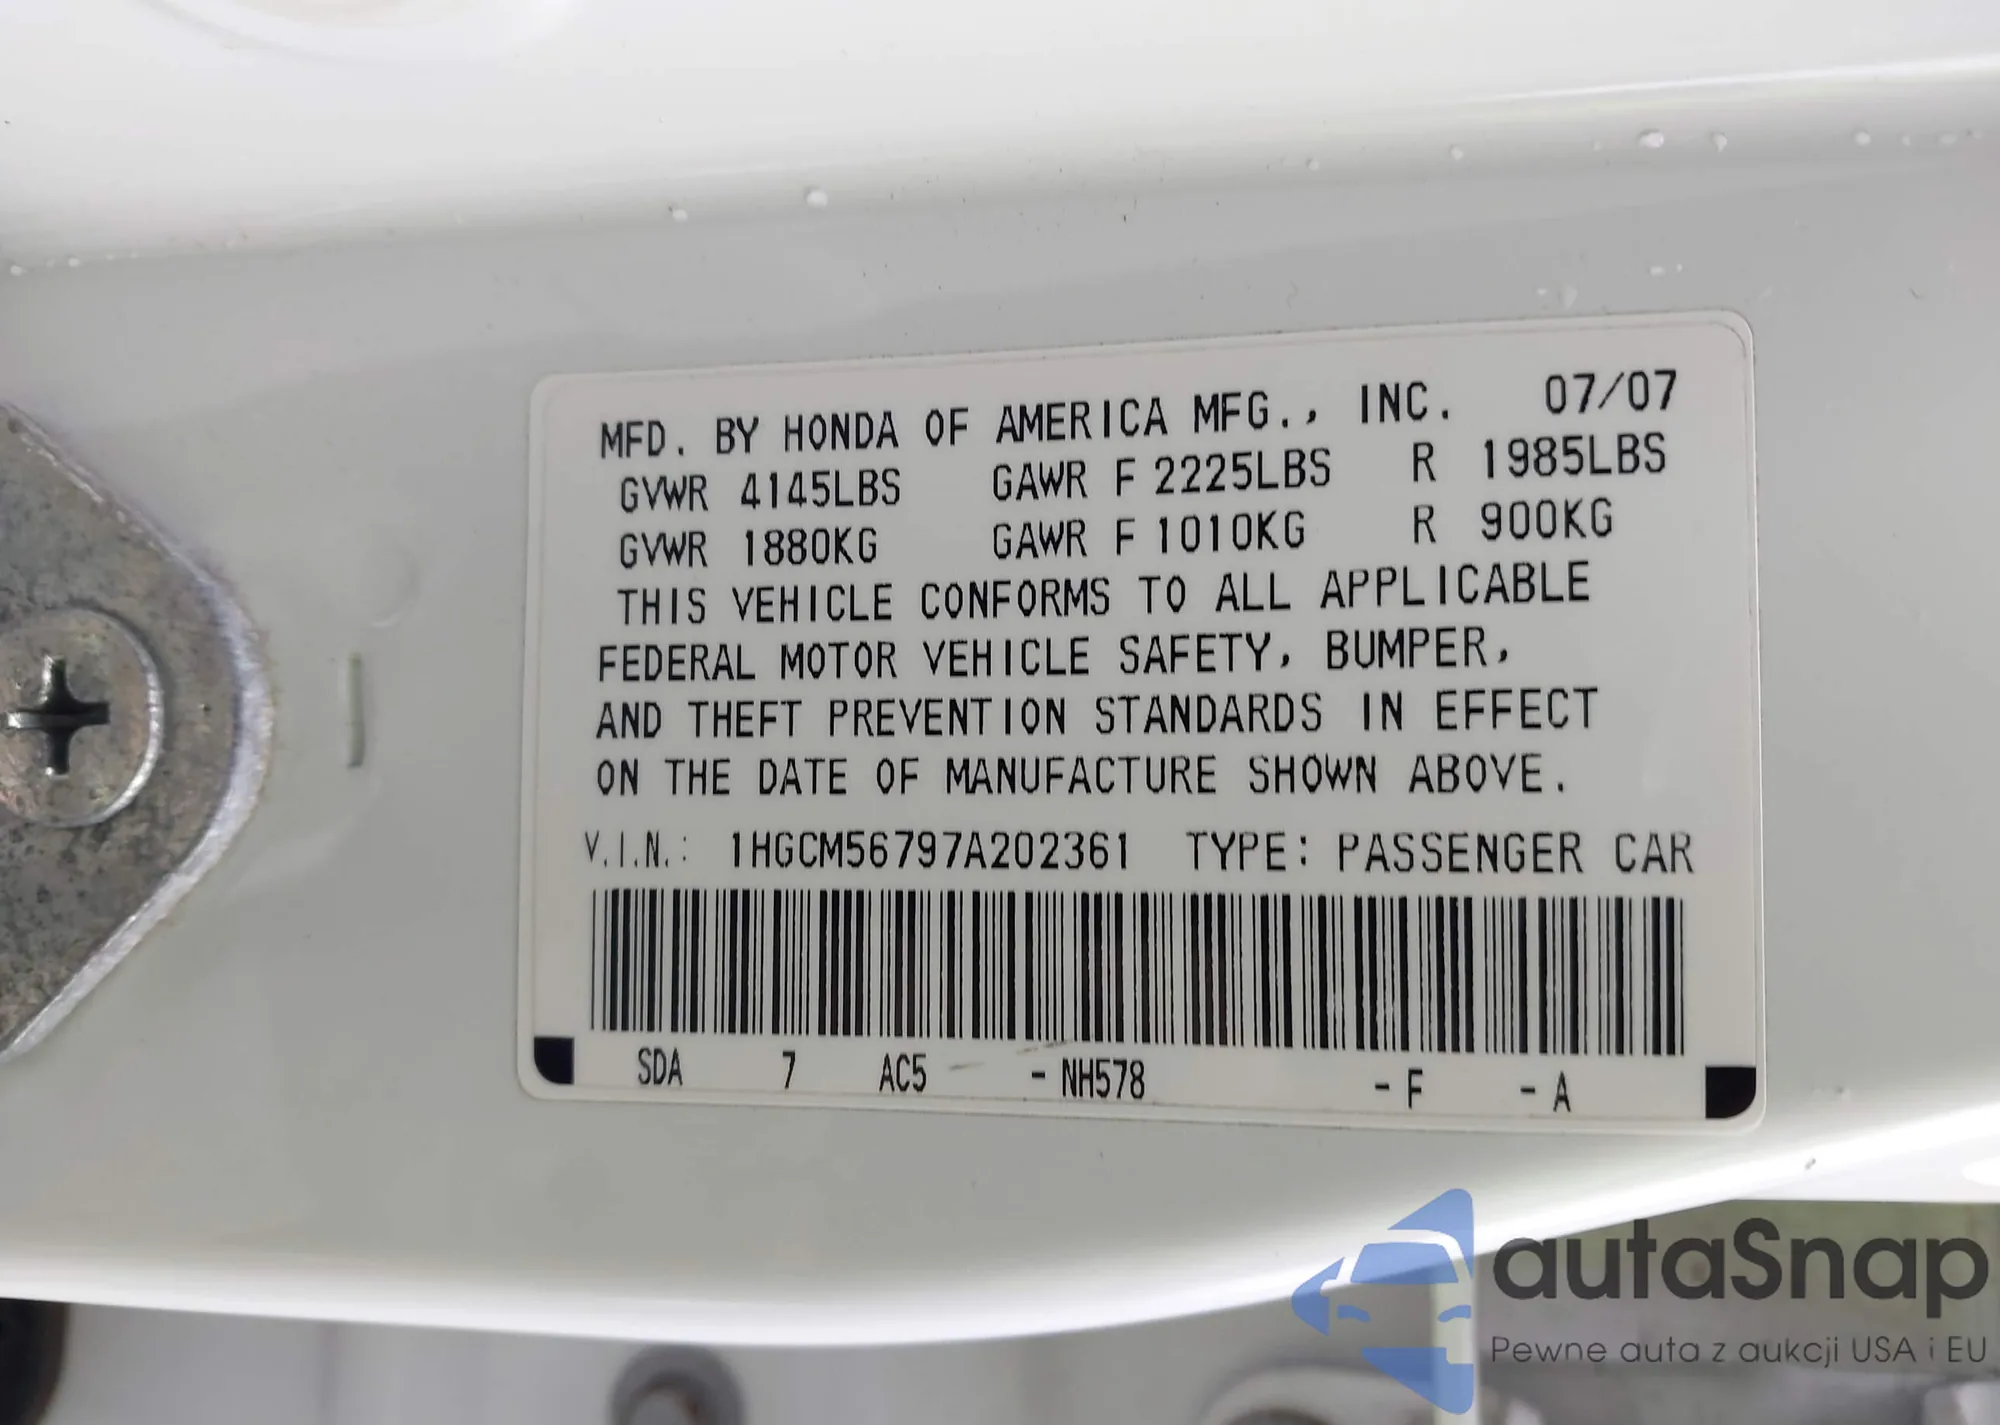 MFD. BY HONDA OF AMERICA MFG., INC. 07/07
GVWR 4145LBS GAWR F 2225LBS R 1985LBS
GVWR 1880KG GAWR F 1010KG R 900KG
THIS VEHICLE CONFORMS TO ALL APPLICABLE
FEDERAL MOTOR VEHICLE SAFETY, BUMPER,
AND THEFT PREVENTION STANDARDS IN EFFECT
ON THE DATE OF MANUFACTURE SHOWN ABOVE.
V.I.N.: 1HGCM56797A202361 TYPE: PASSENGER CAR
SDA 7 AC5 - NH578 - F - A
autaSnap
Pewne auta z aukcji USA i EU